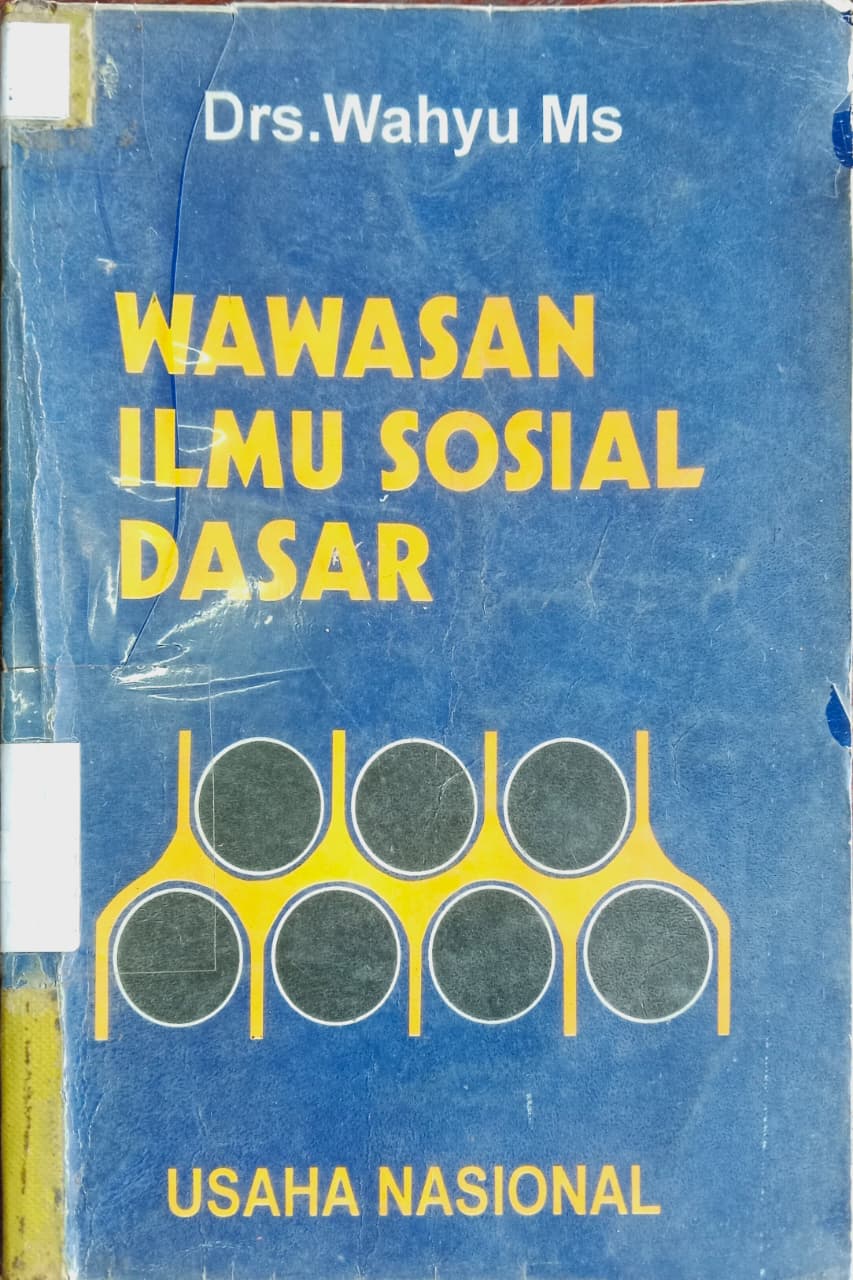 Drs.Wahyu Ms
WAWASAN
ILMU SOSIAL
DASAR
USAHA NASIONAL